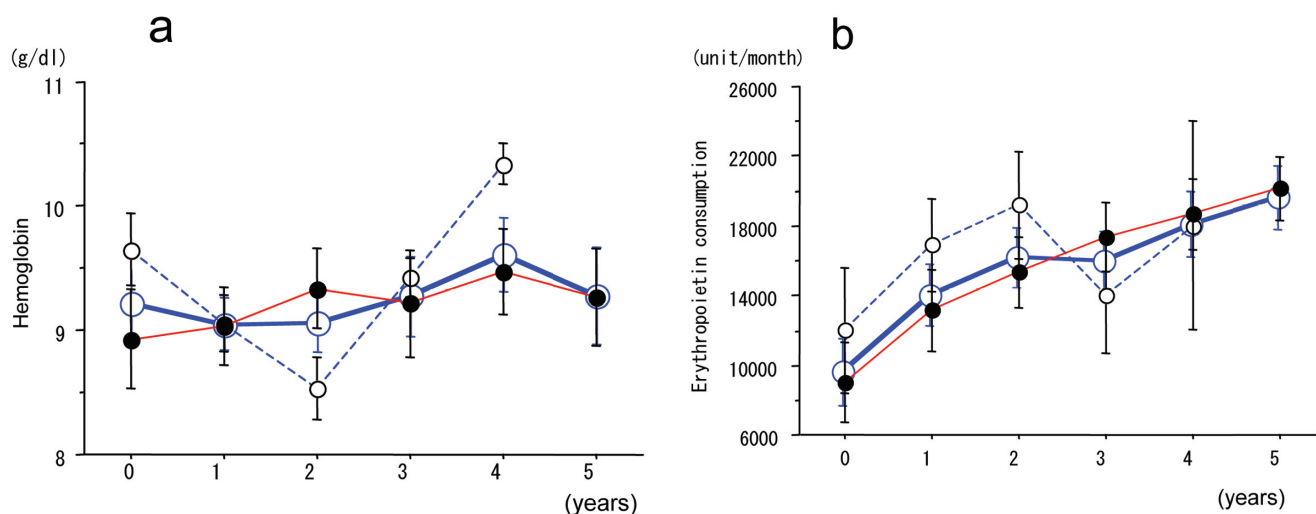 a
(g/dl)
11
10
9
8
Hemoglobin
0 1 2 3 4 5
(years)
b
(unit/month)
26000
22000
18000
14000
10000
6000
Erythropoietin consumption
0 1 2 3 4 5
(years)